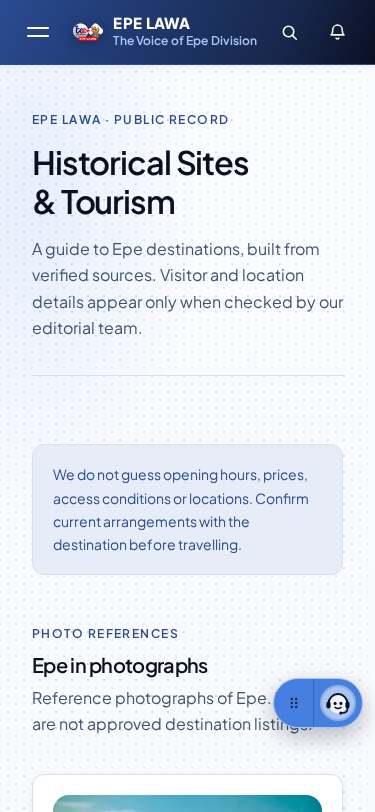 EPE LAWA
The Voice of Epe Division
EPE LAWA · PUBLIC RECORD
Historical Sites
& Tourism
A guide to Epe destinations, built from
verified sources. Visitor and location
details appear only when checked by our
editorial team.
We do not guess opening hours, prices,
access conditions or locations. Confirm
current arrangements with the
destination before travelling.
PHOTO REFERENCES
Epe in photographs
Reference photographs of Epe.
are not approved destination listings.